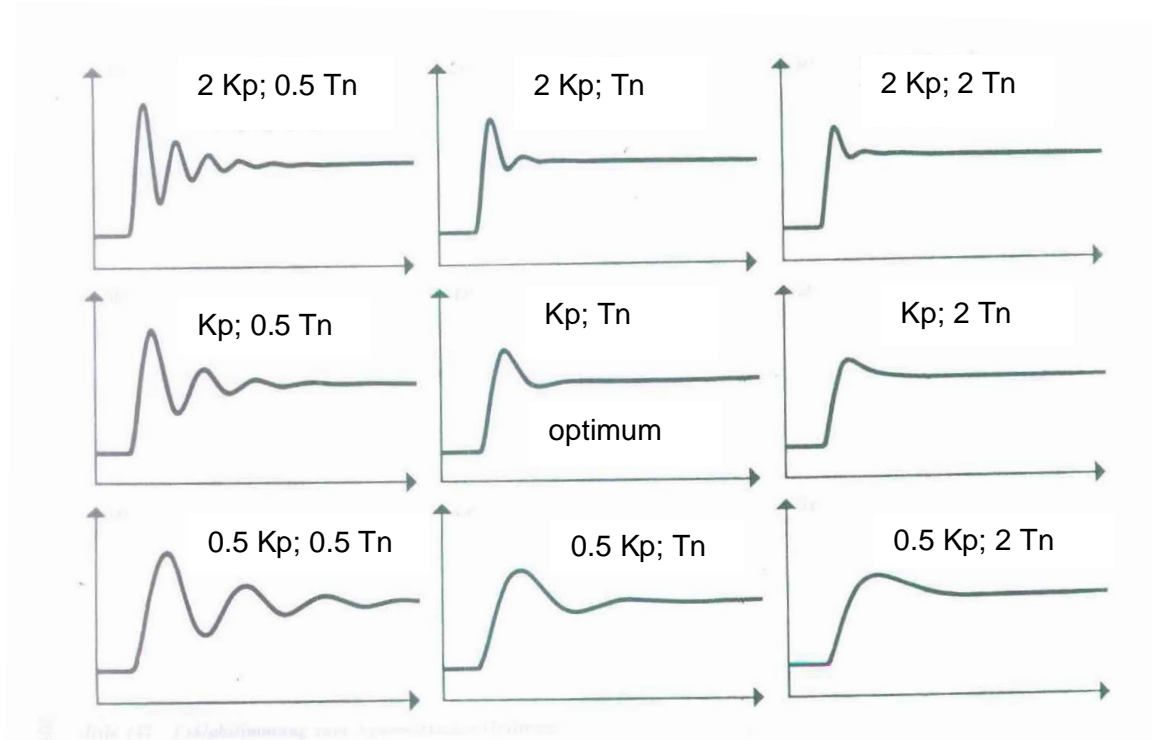 2 Kp; 0.5 Tn
2 Kp; Tn
2 Kp; 2 Tn
Kp; 0.5 Tn
Kp; Tn
Kp; 2 Tn
optimum
0.5 Kp; 0.5 Tn
0.5 Kp; Tn
0.5 Kp; 2 Tn